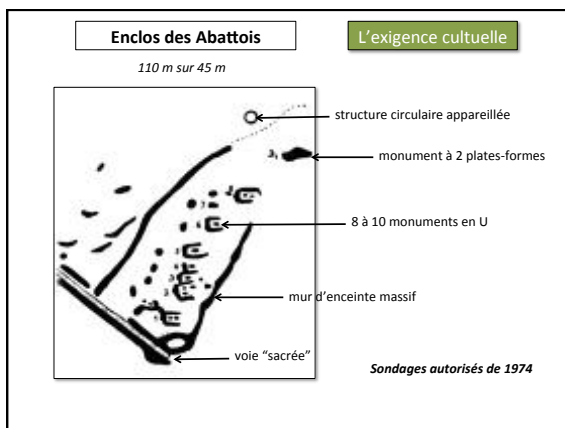 Enclos des Abattois
L'exigence cultuelle
110 m sur 45 m
structure circulaire appareillée
monument à 2 plates-formes
8 à 10 monuments en U
mur d'enceinte massif
voie "sacrée"
Sondages autorisés de 1974